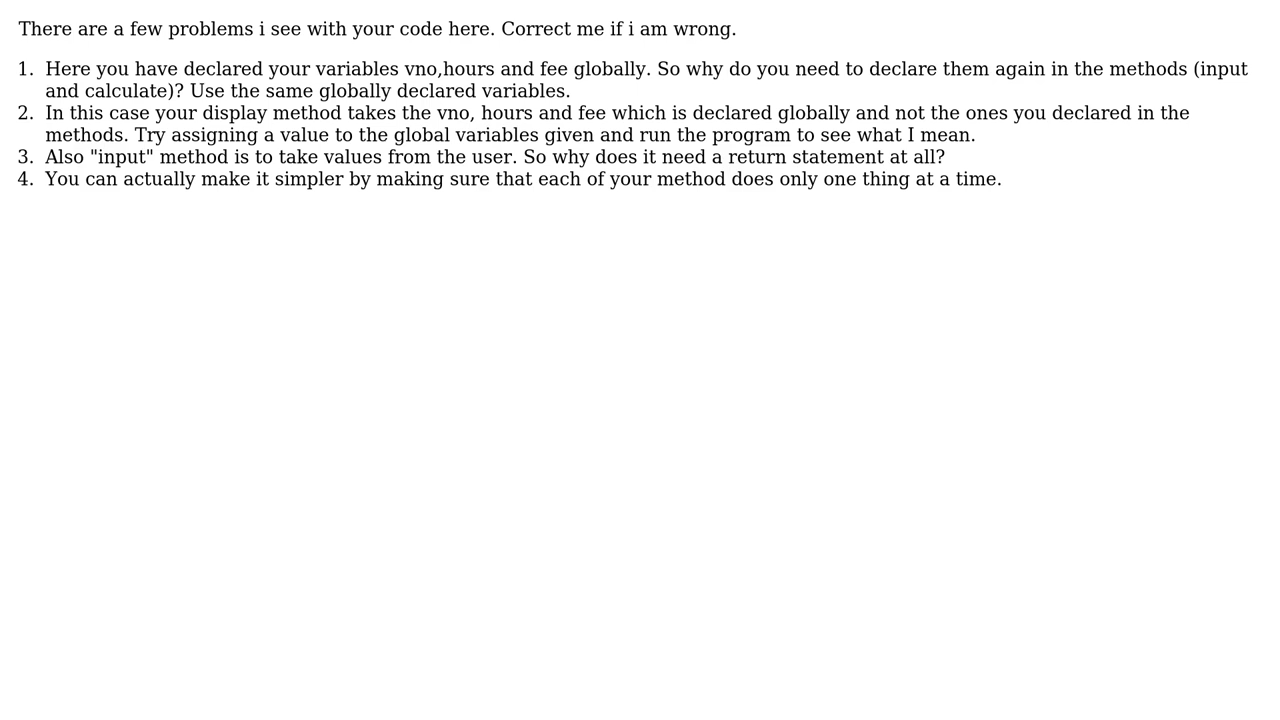 There are a few problems i see with your code here. Correct me if i am wrong.
1. Here you have declared your variables vno,hours and fee globally. So why do you need to declare them again in the methods (input
and calculate)? Use the same globally declared variables.
2. In this case your display method takes the vno, hours and fee which is declared globally and not the ones you declared in the
methods. Try assigning a value to the global variables given and run the program to see what I mean.
3. Also "input" method is to take values from the user. So why does it need a return statement at all?
4. You can actually make it simpler by making sure that each of your method does only one thing at a time.